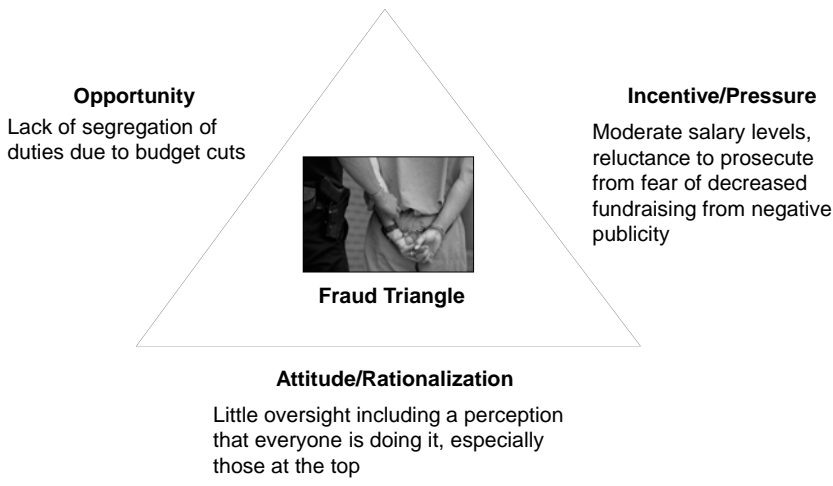 Opportunity
Lack of segregation of
duties due to budget cuts
Incentive/Pressure
Moderate salary levels,
reluctance to prosecute
from fear of decreased
fundraising from negative
publicity
Fraud Triangle
Attitude/Rationalization
Little oversight including a perception
that everyone is doing it, especially
those at the top